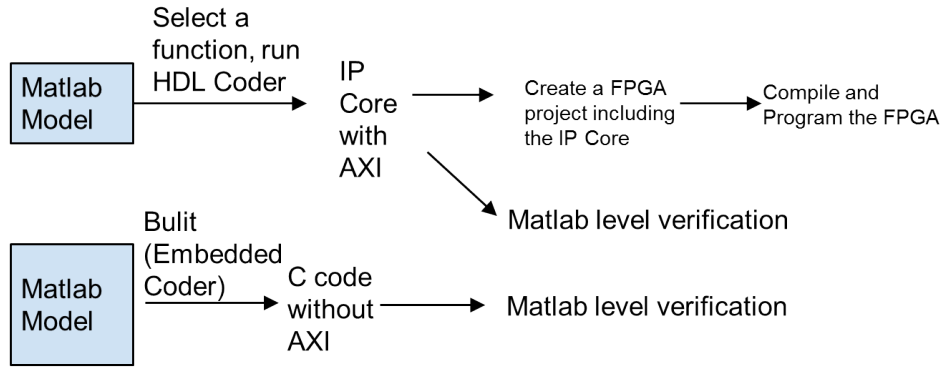 Select a
function, run
HDL Coder
Matlab
Model
IP
Core
with
AXI
Create a FPGA
project including
the IP Core
Compile and
Program the FPGA
Matlab level verification
Bulit
(Embedded
Coder)
Matlab
Model
C code
without
AXI
Matlab level verification